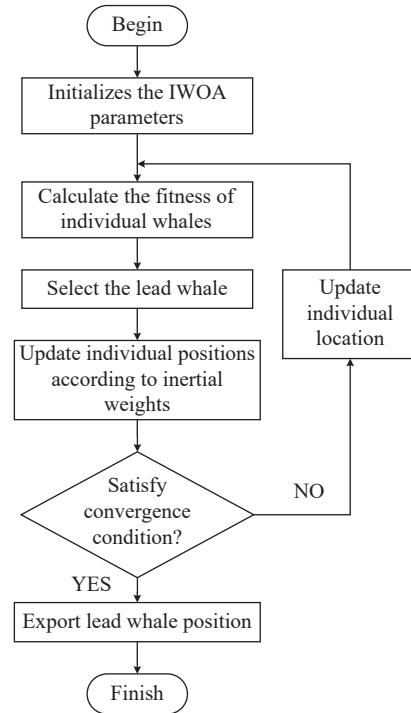 Begin
Initializes the IWOA
parameters
Calculate the fitness of
individual whales
Select the lead whale
Update
individual
location
Update individual positions
according to inertial
weights
Satisfy
convergence
condition?
NO
YES
Export lead whale position
Finish